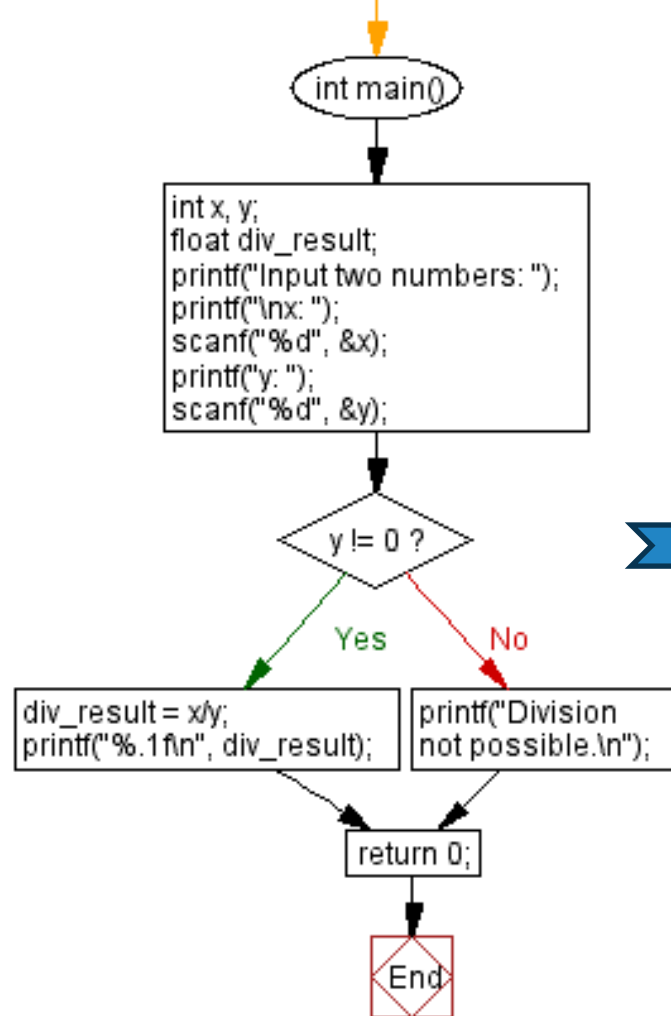 int main()
int x, y;
float div_result;
printf("Input two numbers: ");
printf("\nx: ");
scanf("%d", &x);
printf("y: ");
scanf("%d", &y);
y != 0 ?
Yes
No
div_result = x/y;
printf("%.1f\n", div_result);
printf("Division
not possible.\n");
return 0;
End